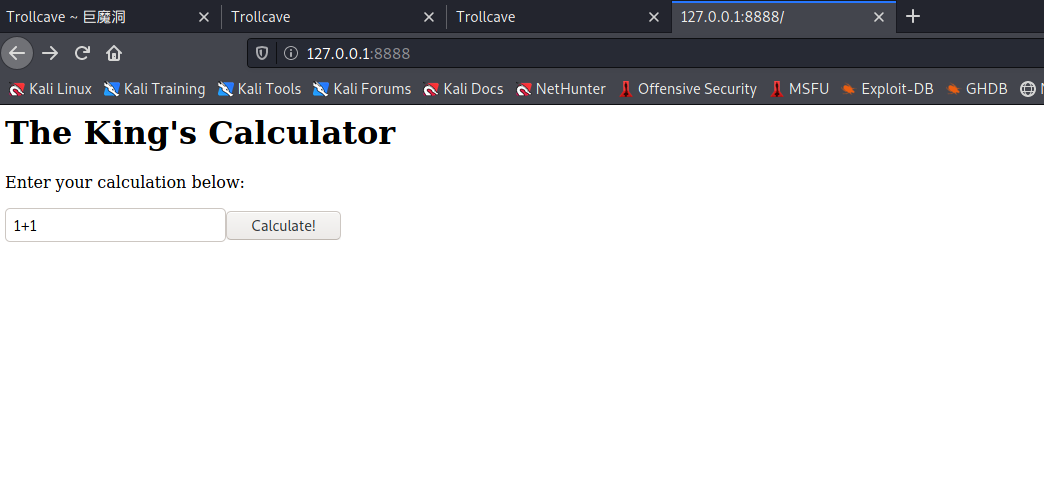 Trollcave ~ 巨魔洞 Trollcave Trollcave 127.0.0.1:8888/
127.0.0.1:8888
Kali Linux Kali Training Kali Tools Kali Forums Kali Docs NetHunter Offensive Security MSFU Exploit-DB GHDB
The King's Calculator
Enter your calculation below:
1+1 Calculate!